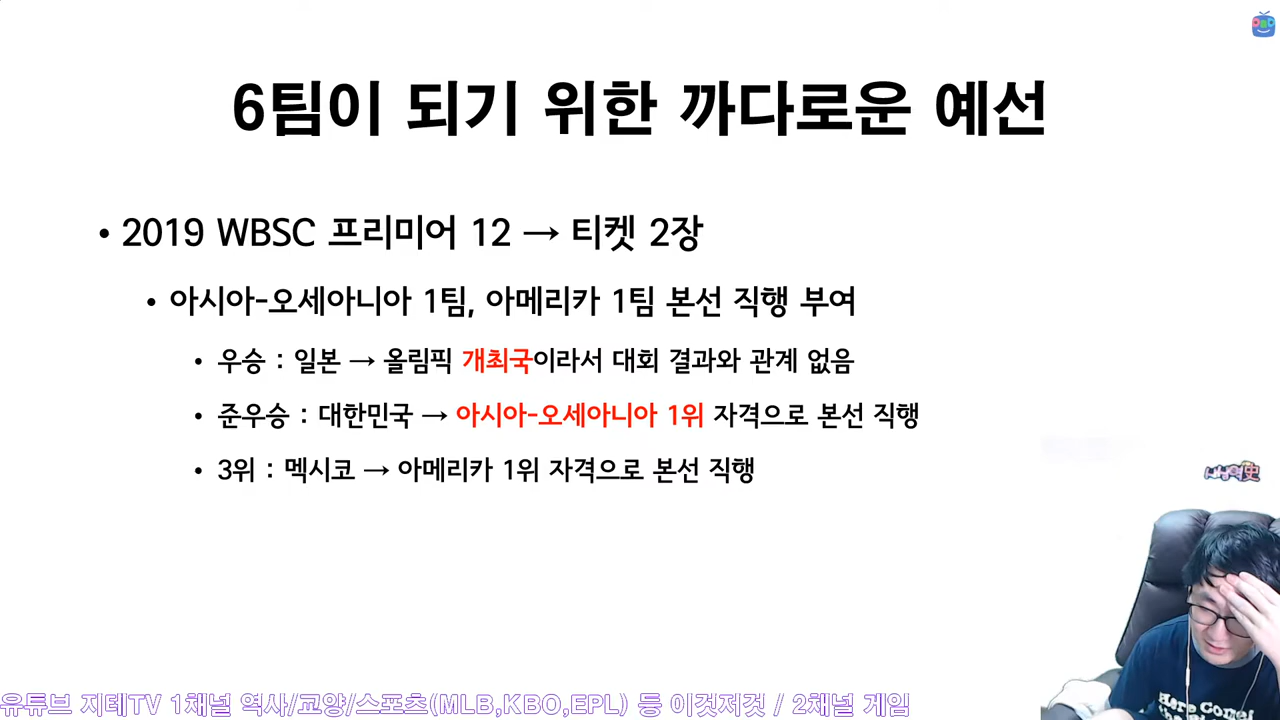 6팀이 되기 위한 까다로운 예선
• 2019 WBSC 프리미어 12 → 티켓 2장
• 아시아-오세아니아 1팀, 아메리카 1팀 본선 직행 부여
• 우승 : 일본 → 올림픽 개최국이라서 대회 결과와 관계 없음
• 준우승 : 대한민국 → 아시아-오세아니아 1위 자격으로 본선 직행
• 3위 : 멕시코 → 아메리카 1위 자격으로 본선 직행
Here Comes
유튜브 지테TV 1채널 역사/교양/스포츠(MLB,KBO,EPL) 등 이것저것 / 2채널 게임